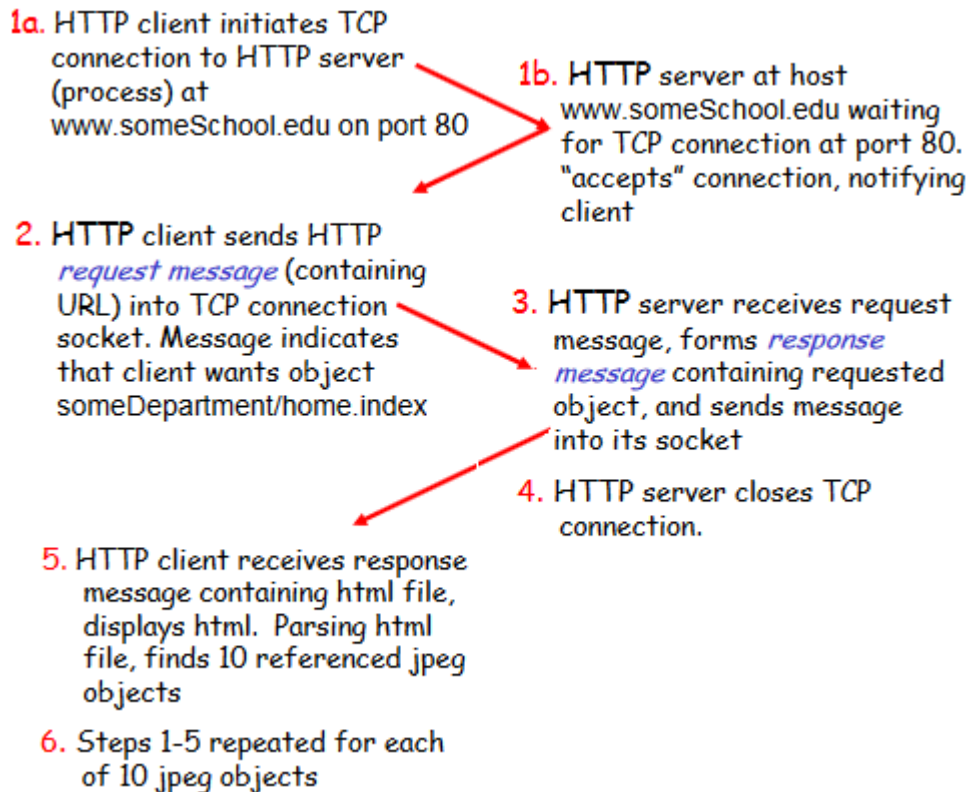 1a. HTTP client initiates TCP
connection to HTTP server
(process) at
www.someSchool.edu on port 80
1b. HTTP server at host
www.someSchool.edu waiting
for TCP connection at port 80.
“accepts” connection, notifying
client
2. HTTP client sends HTTP
request message (containing
URL) into TCP connection
socket. Message indicates
that client wants object
someDepartment/home.index
3. HTTP server receives request
message, forms response
message containing requested
object, and sends message
into its socket
4. HTTP server closes TCP
connection.
5. HTTP client receives response
message containing html file,
displays html. Parsing html
file, finds 10 referenced jpeg
objects
6. Steps 1-5 repeated for each
of 10 jpeg objects